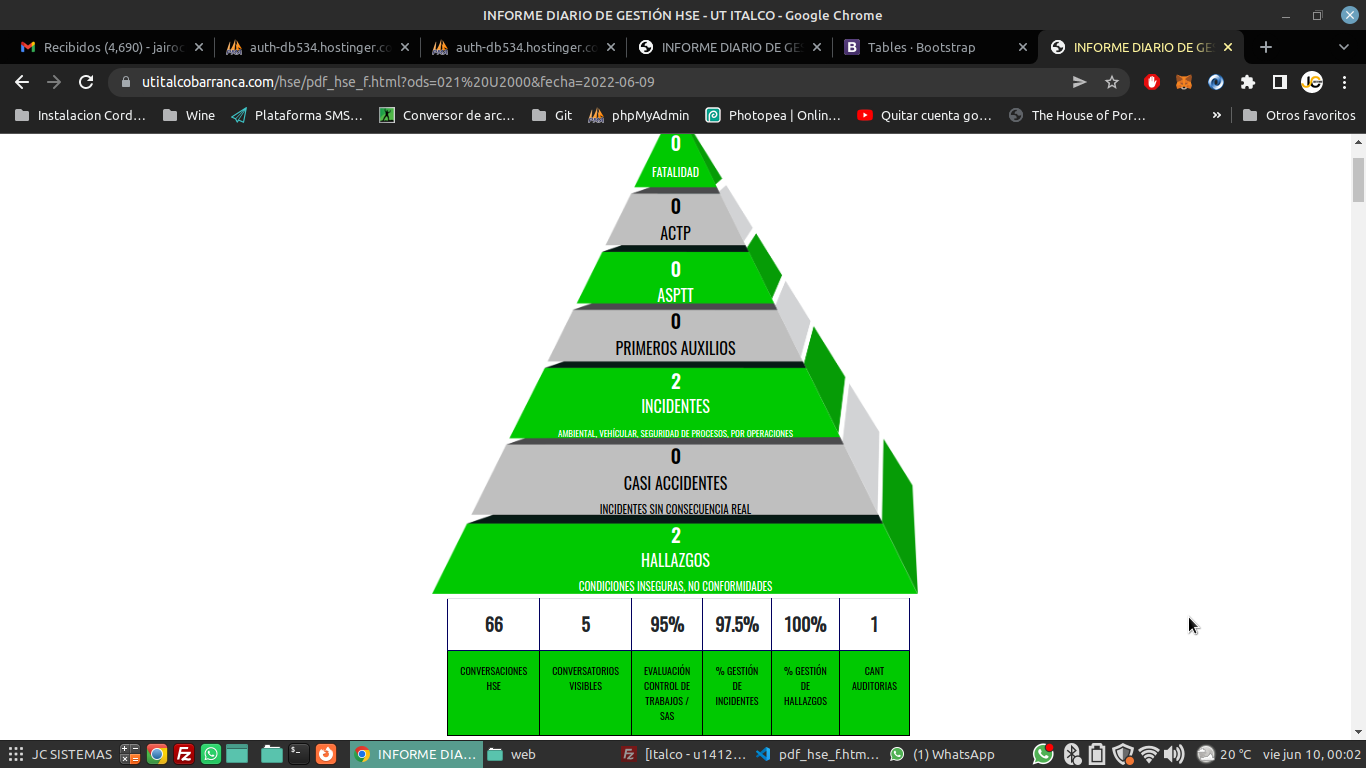 INFORME DIARIO DE GESTIÓN HSE - UT ITALCO - Google Chrome
Recibidos (4,690) - jairoc
auth-db534.hostinger.co
auth-db534.hostinger.co
INFORME DIARIO DE GES
Tables · Bootstrap
INFORME DIARIO DE GES
utitalcobarranca.com/hse/pdf_hse_f.html?ods=021%20U2000&fecha=2022-06-09
Instalacion Cord…
Wine
Plataforma SMS…
Conversor de arc…
Git
phpMyAdmin
Photopea | Onlin…
Quitar cuenta go…
The House of Por…
»
Otros favoritos
0
FATALIDAD
0
ACTP
0
ASPTT
0
PRIMEROS AUXILIOS
2
INCIDENTES
AMBIENTAL, VEHÍCULAR, SEGURIDAD DE PROCESOS, POR OPERACIONES
0
CASI ACCIDENTES
INCIDENTES SIN CONSECUENCIA REAL
2
HALLAZGOS
CONDICIONES INSEGURAS, NO CONFORMIDADES
66
5
95%
97.5%
100%
1
CONVERSACIONES
HSE
CONVERSATORIOS
VISIBLES
EVALUACIÓN
CONTROL DE
TRABAJOS /
SAS
% GESTIÓN
DE
INCIDENTES
% GESTIÓN
DE
HALLAZGOS
CANT
AUDITORIAS
JC SISTEMAS
INFORME DIA…
web
[Italco - u1412…
pdf_hse_f.htm…
(1) WhatsApp
20 °C
vie jun 10, 00:02